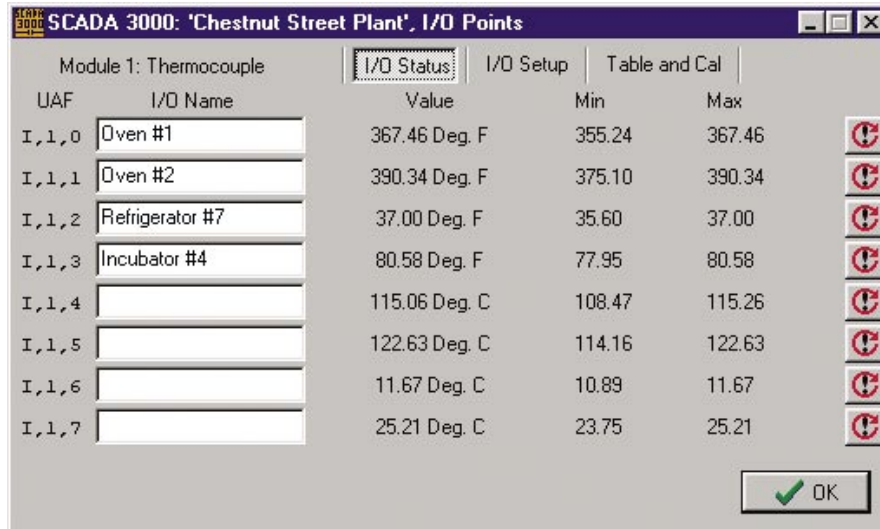 SCADA 3000 SCADA 3000: 'Chestnut Street Plant', I/O Points
Module 1: Thermocouple I/O Status I/O Setup Table and Cal
UAF I/O Name Value Min Max
I,1,0 Oven #1 367.46 Deg. F 355.24 367.46
I,1,1 Oven #2 390.34 Deg. F 375.10 390.34
I,1,2 Refrigerator #7 37.00 Deg. F 35.60 37.00
I,1,3 Incubator #4 80.58 Deg. F 77.95 80.58
I,1,4 115.06 Deg. C 108.47 115.26
I,1,5 122.63 Deg. C 114.16 122.63
I,1,6 11.67 Deg. C 10.89 11.67
I,1,7 25.21 Deg. C 23.75 25.21
OK